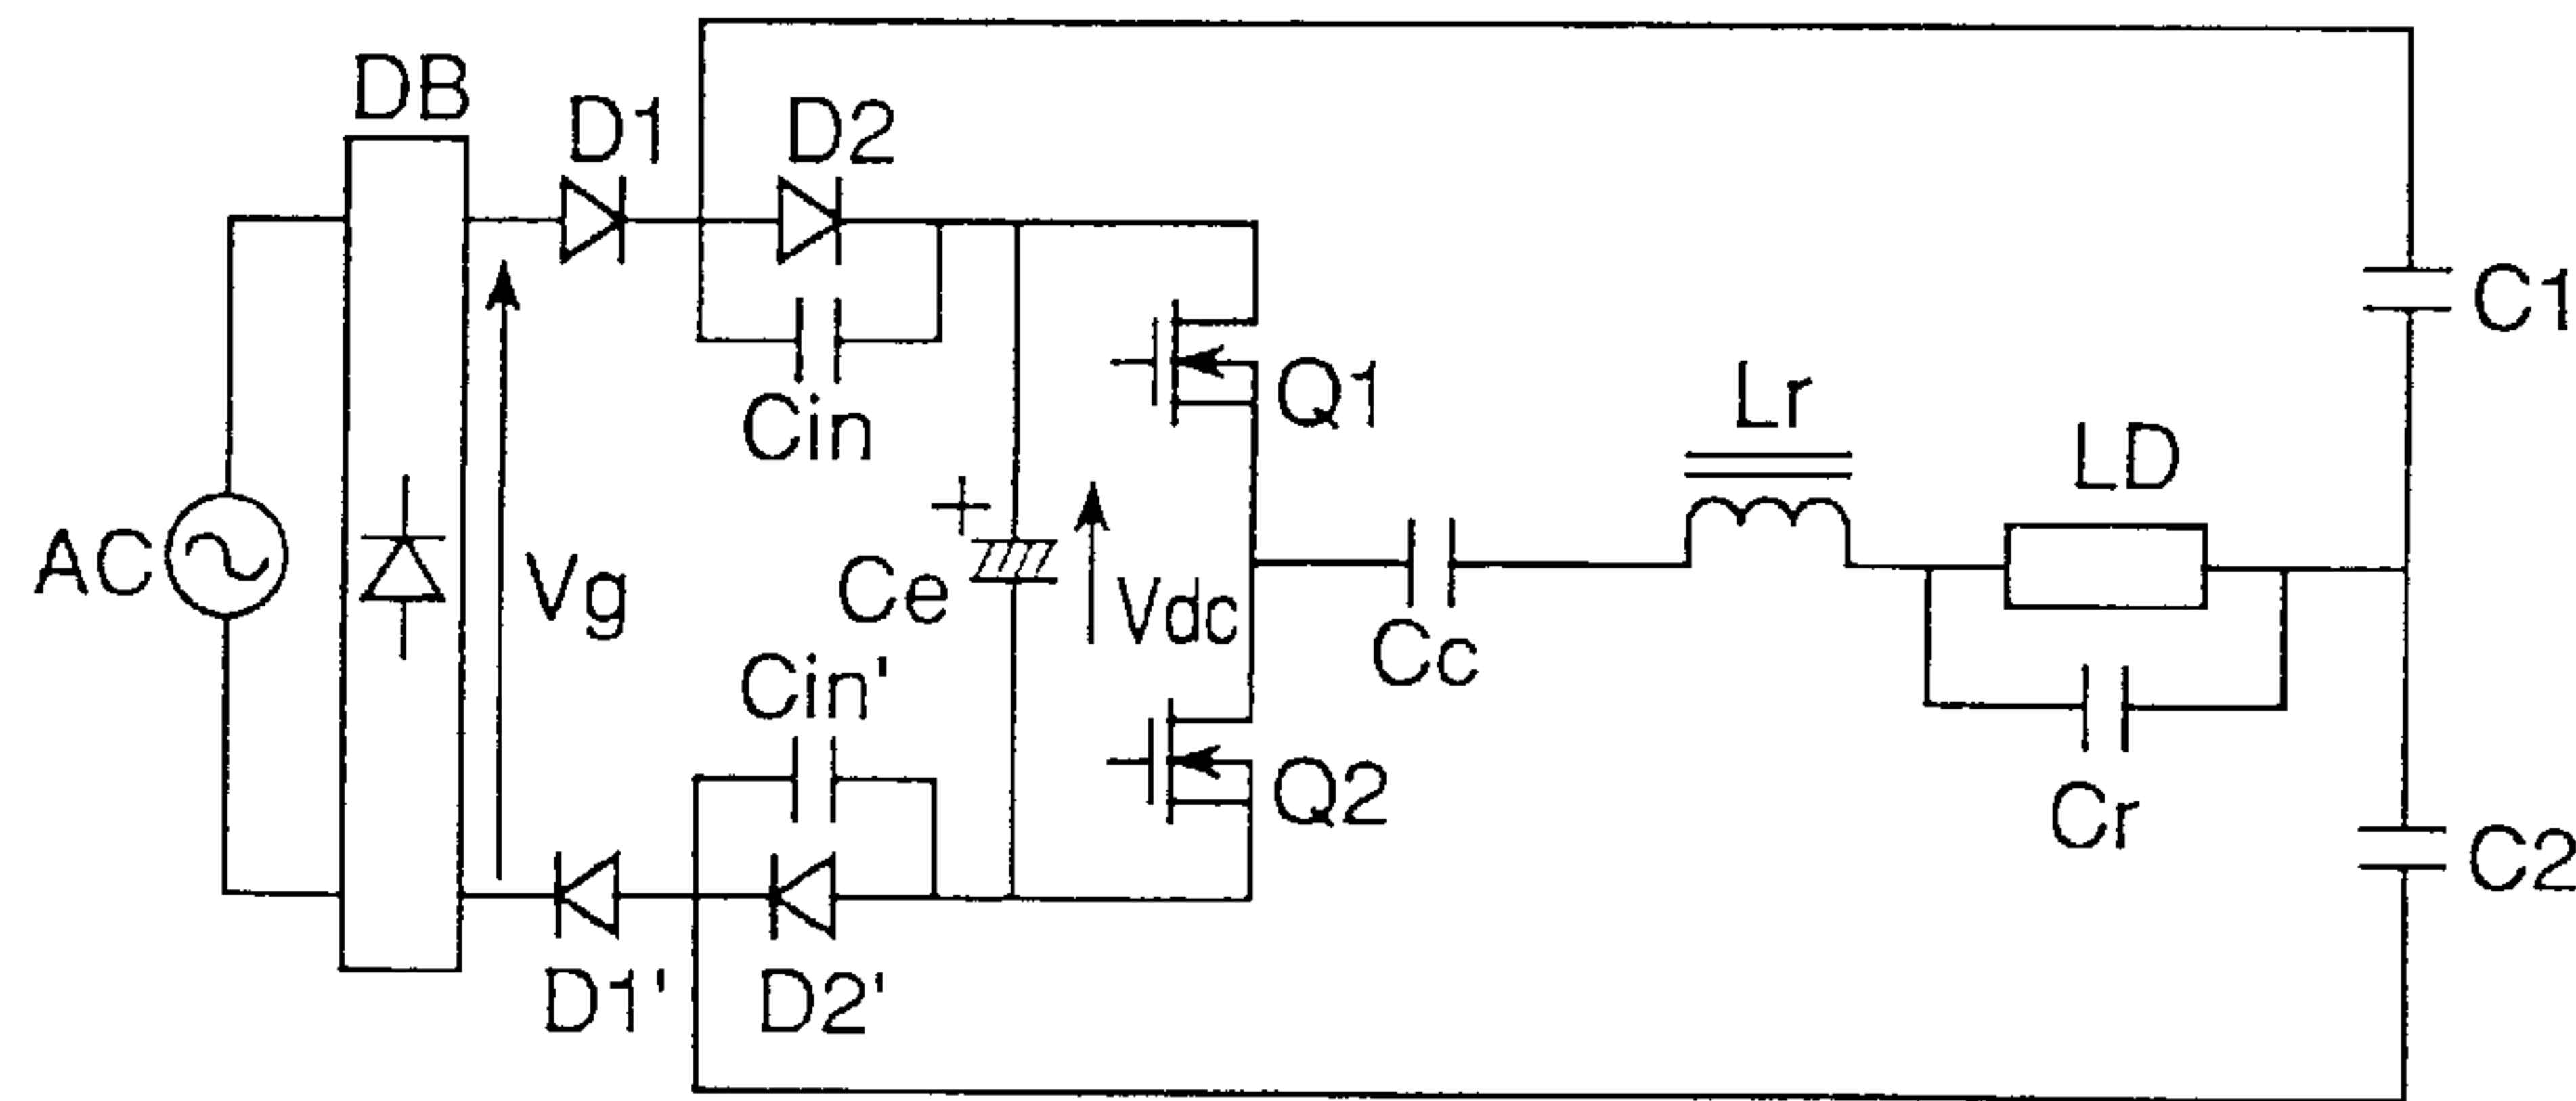 DB
D1
D2
C1
Cin
Q1
Lr
LD
AC
Vg
+
Ce
Vdc
Cc
Cin'
Q2
Cr
C2
D1'
D2'